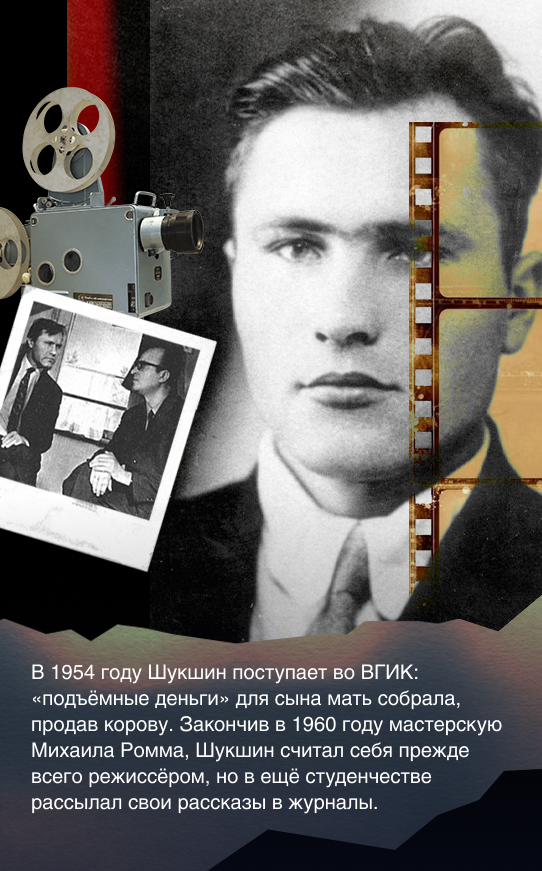 В 1954 году Шукшин поступает во ВГИК:
«подъёмные деньги» для сына мать собрала,
продав корову. Закончив в 1960 году мастерскую
Михаила Ромма, Шукшин считал себя прежде
всего режиссёром, но в ещё студенчестве
рассылал свои рассказы в журналы.